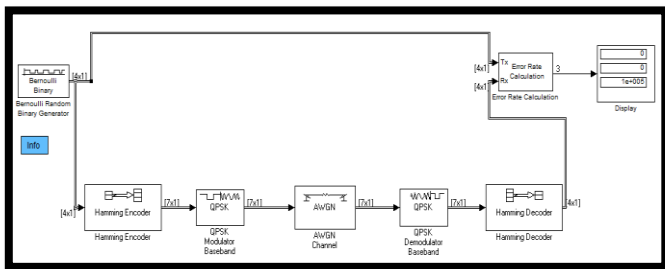 Bernoulli
Binary
[4x1]
Bernoulli Random
Binary Generator
Info
[4x1]
Tx
[4x1]
Rx
Error Rate
Calculation
Error Rate Calculation
3
0
0
1e+005
Display
[4x1]
Hamming Encoder
Hamming Encoder
[7x1]
QPSK
QPSK
Modulator
Baseband
[7x1]
AWGN
AWGN
Channel
[7x1]
QPSK
QPSK
Demodulator
Baseband
[7x1]
Hamming Decoder
Hamming Decoder
[4x1]